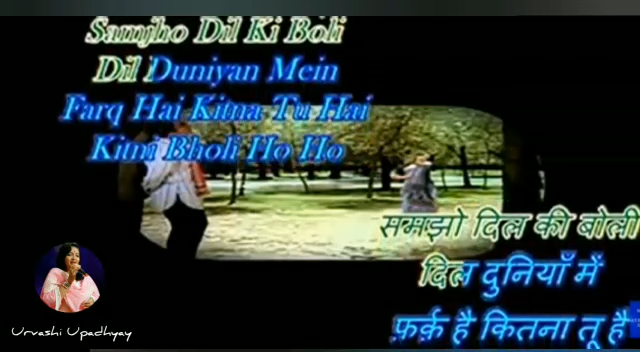 Samjho Dil Ki Boli
Dil Duniyan Mein
Farq Hai Kitna Tu Hai
Kitni Bholi Ho Ho
समझो दिल की बोली
दिल दुनियाँ में
फ़र्क़ है कितना तू है
Urvashi Upadhyay